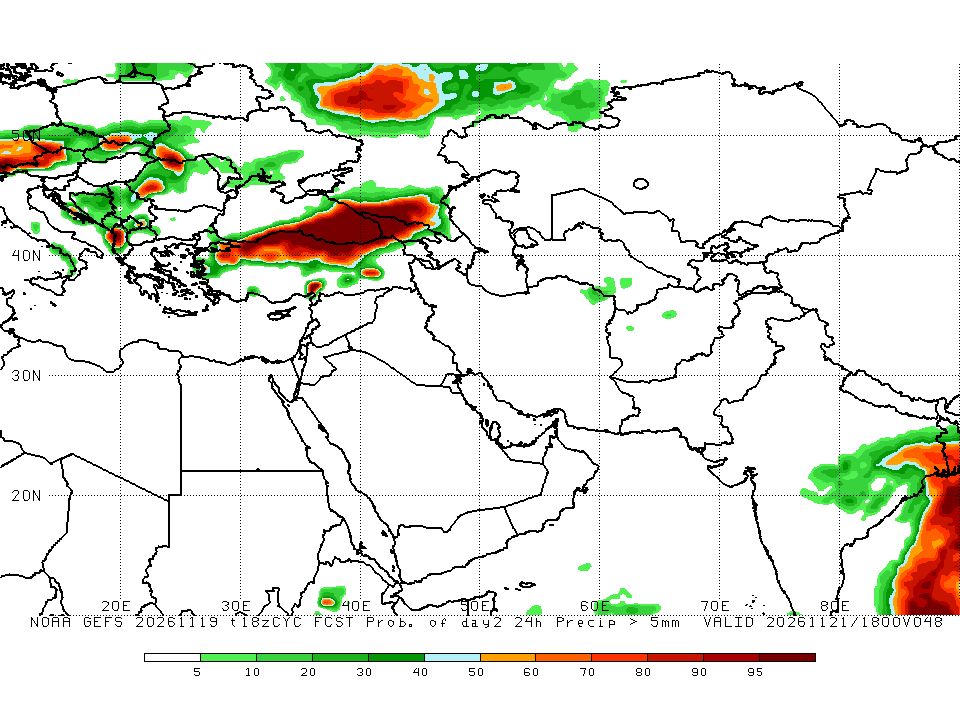 50N
40N
30N
20N
20E 30E 40E 50E 60E 70E 80E
NOAA GEFS 20261119 t18zCYC FCST Prob. of day2 24h Precip > 5mm VALID 20261121/1800V048
5 10 20 30 40 50 60 70 80 90 95